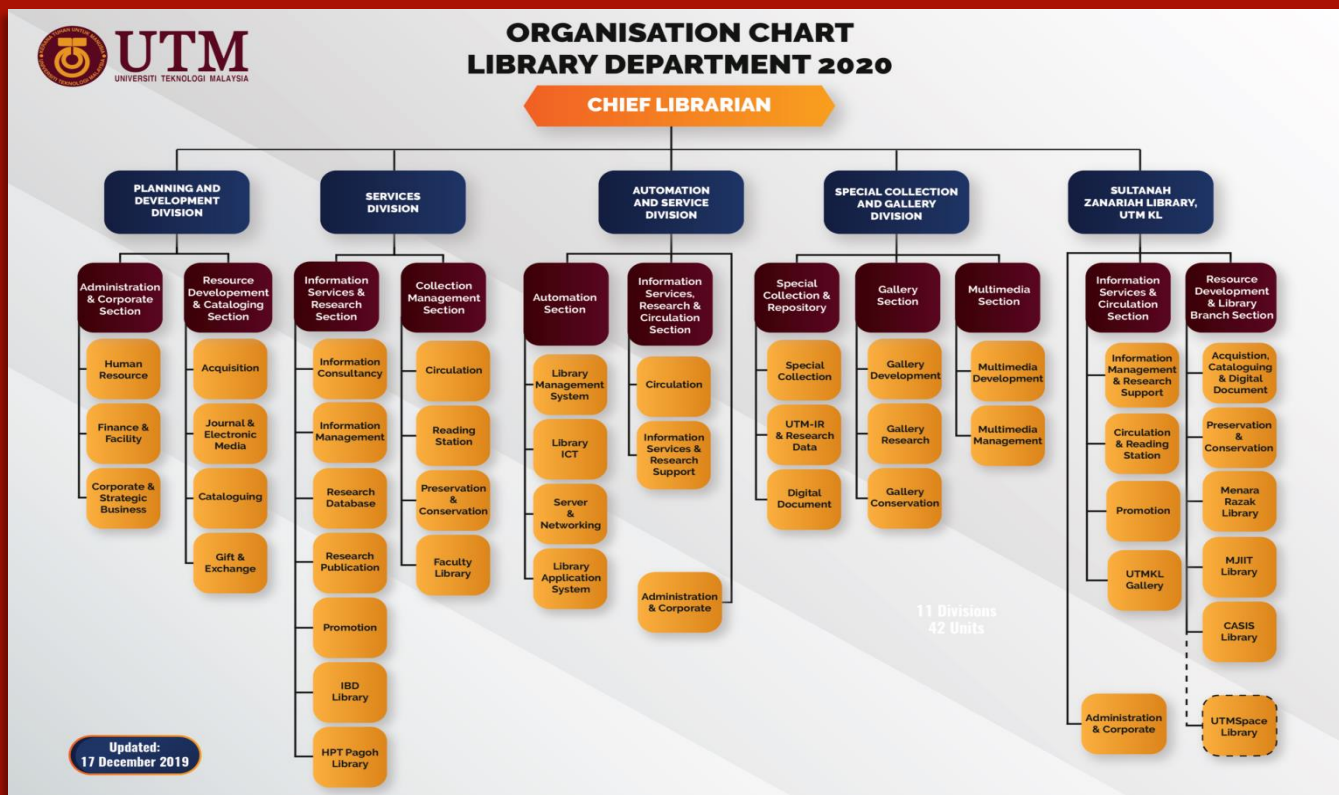 UTM
UNIVERSITI TEKNOLOGI MALAYSIA
ORGANISATION CHART
LIBRARY DEPARTMENT 2020
CHIEF LIBRARIAN
PLANNING AND
DEVELOPMENT
DIVISION
SERVICES
DIVISION
AUTOMATION
AND SERVICE
DIVISION
SPECIAL COLLECTION
AND GALLERY
DIVISION
SULTANAH
ZANARIAH LIBRARY,
UTM KL
Administration
& Corporate
Section
Human
Resource
Finance &
Facility
Corporate &
Strategic
Business
Resource
Developement
& Cataloging
Section
Acquisition
Journal &
Electronic
Media
Cataloguing
Gift &
Exchange
Information
Services &
Research
Section
Information
Consultancy
Information
Management
Research
Database
Research
Publication
Promotion
IBD
Library
HPT Pagoh
Library
Collection
Management
Section
Circulation
Reading
Station
Preservation
&
Conservation
Faculty
Library
Automation
Section
Library
Management
System
Library
ICT
Server
&
Networking
Library
Application
System
Information
Services,
Research &
Circulation
Section
Circulation
Information
Services &
Research
Support
Administration
& Corporate
Special
Collection &
Repository
Special
Collection
UTM-IR
& Research
Data
Digital
Document
Gallery
Section
Gallery
Development
Gallery
Research
Gallery
Conservation
Multimedia
Section
Multimedia
Development
Multimedia
Management
Information
Services &
Circulation
Section
Information
Management
& Research
Support
Circulation
& Reading
Station
Promotion
UTMKL
Gallery
Administration
& Corporate
Resource
Development
& Library
Branch Section
Acquistion,
Cataloguing
& Digital
Document
Preservation
&
Conservation
Menara
Razak
Library
MJIIT
Library
CASIS
Library
UTMSpace
Library
11 Divisions
42 Units
Updated:
17 December 2019